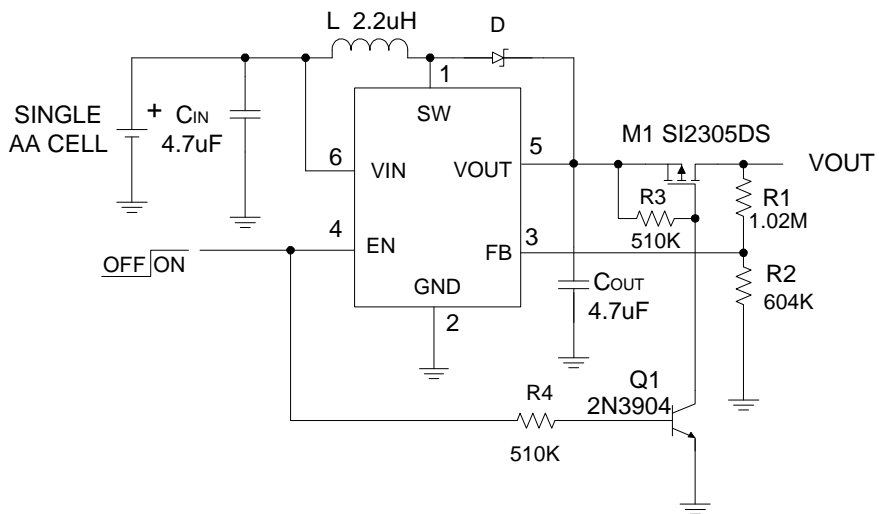 L 2.2uH
D
1
SW
SINGLE
AA CELL
+
CIN
4.7uF
6
VIN
VOUT
5
M1 SI2305DS
VOUT
R3
510K
R1
1.02M
4
EN
FB
3
OFF
ON
GND
2
COUT
4.7uF
R2
604K
R4
510K
Q1
2N3904